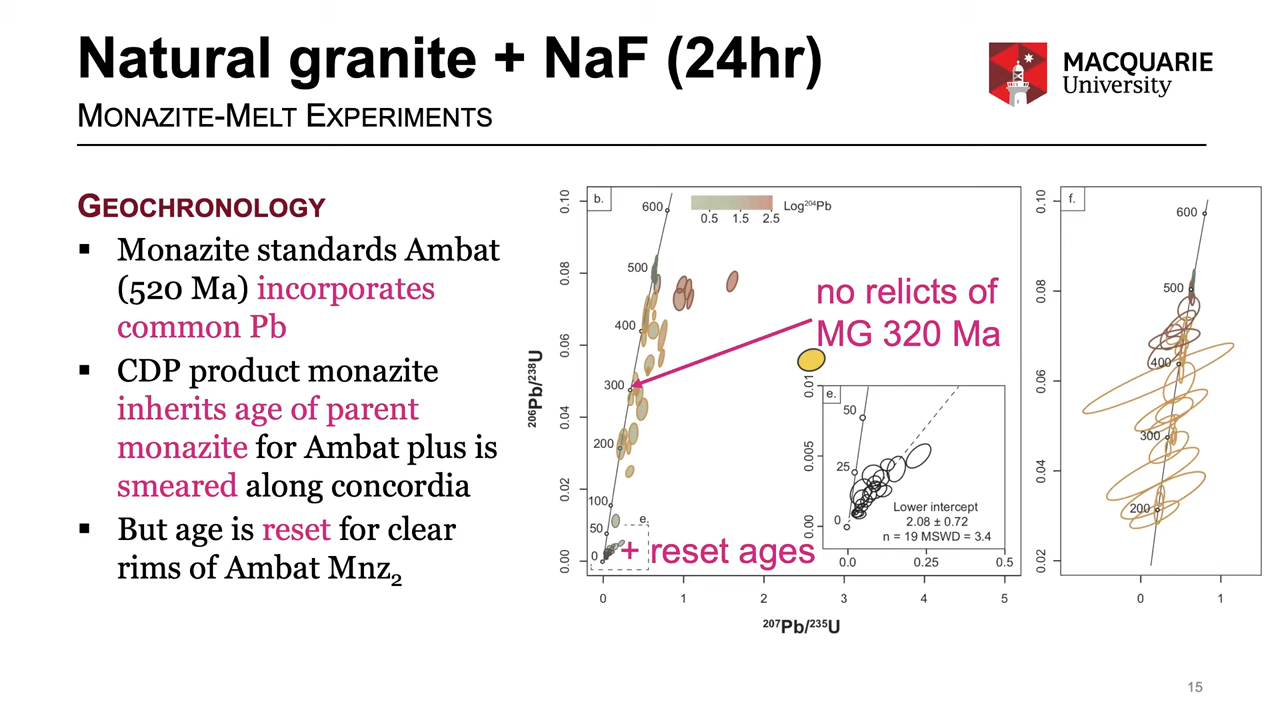 Natural granite + NaF (24hr)
MONAZITE-MELT EXPERIMENTS
MACQUARIE
University
GEOCHRONOLOGY
▪ Monazite standards Ambat
(520 Ma) incorporates
common Pb
▪ CDP product monazite
inherits age of parent
monazite for Ambat plus is
smeared along concordia
▪ But age is reset for clear
rims of Ambat Mnz₂
b.
0.5 1.5 2.5
Log²⁰⁴Pb
600
500
400
300
200
100
50
0
0.10
0.08
0.06
0.04
0.02
0.00
²⁰⁶Pb/²³⁸U
0 1 2 3 4 5
²⁰⁷Pb/²³⁵U
no relicts of
MG 320 Ma
e.
+ reset ages
e.
50
25
0
0.01
0.005
0.00
0.0 0.25 0.5
Lower intercept
2.08 ± 0.72
n = 19 MSWD = 3.4
f.
600
500
400
300
200
0.10
0.08
0.06
0.04
0.02
0 1
15